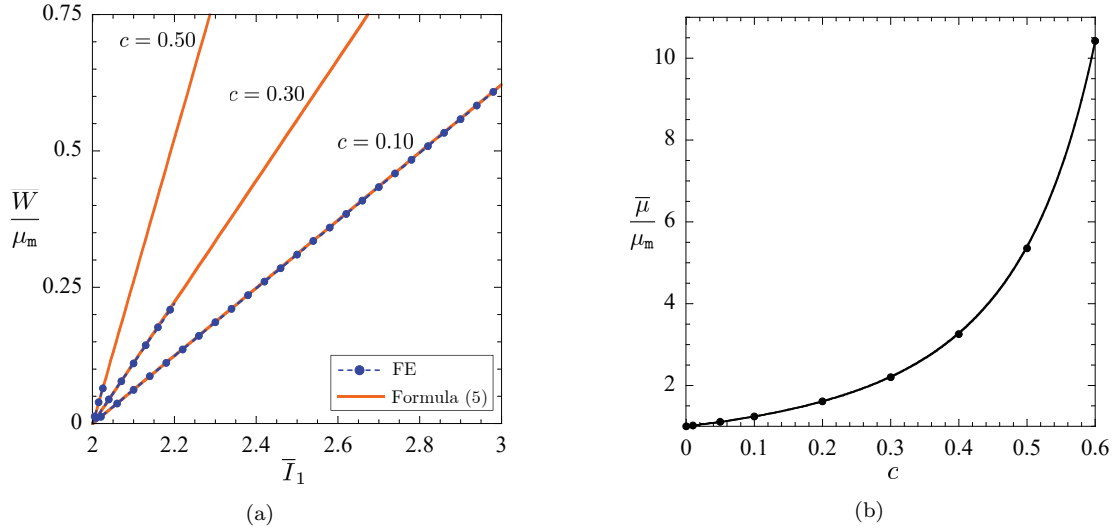 0.75
c = 0.50
c = 0.30
c = 0.10
0.5
0.25
0
W̅
μₘ
FE
Formula (5)
2 2.2 2.4 2.6 2.8 3
I̅₁
(a)
10
8
6
4
2
μ̅
μₘ
0 0.1 0.2 0.3 0.4 0.5 0.6
c
(b)